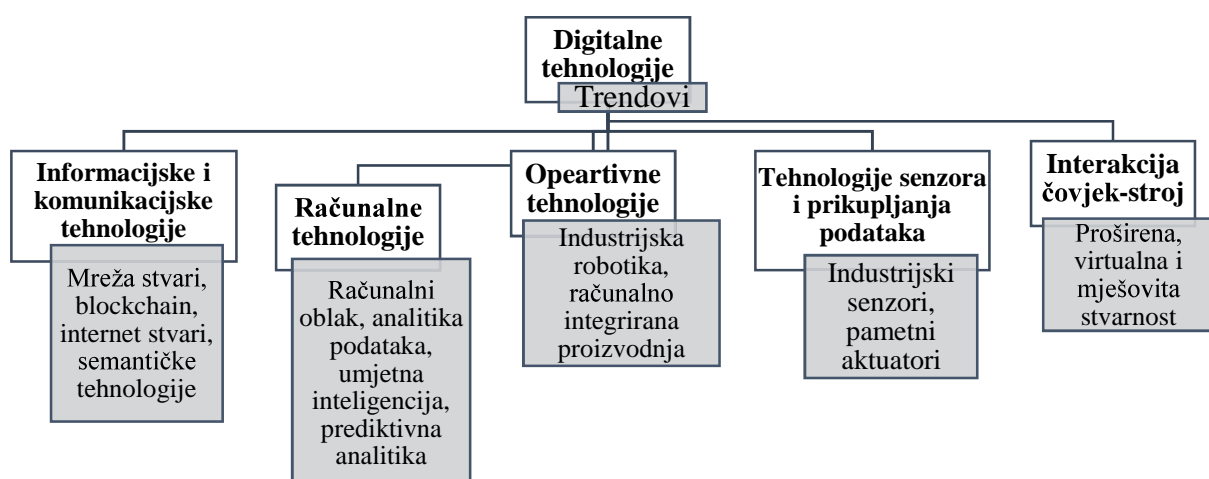 Digitalne
tehnologije
Trendovi
Informacijske i
komunikacijske
tehnologije
Mreža stvari,
blockchain,
internet stvari,
semantičke
tehnologije
Računalne
tehnologije
Računalni
oblak, analitika
podataka,
umjetna
inteligencija,
prediktivna
analitika
Opeartivne
tehnologije
Industrijska
robotika,
računalno
integrirana
proizvodnja
Tehnologije senzora
i prikupljanja
podataka
Industrijski
senzori,
pametni
aktuatori
Interakcija
čovjek-stroj
Proširena,
virtualna i
mješovita
stvarnost